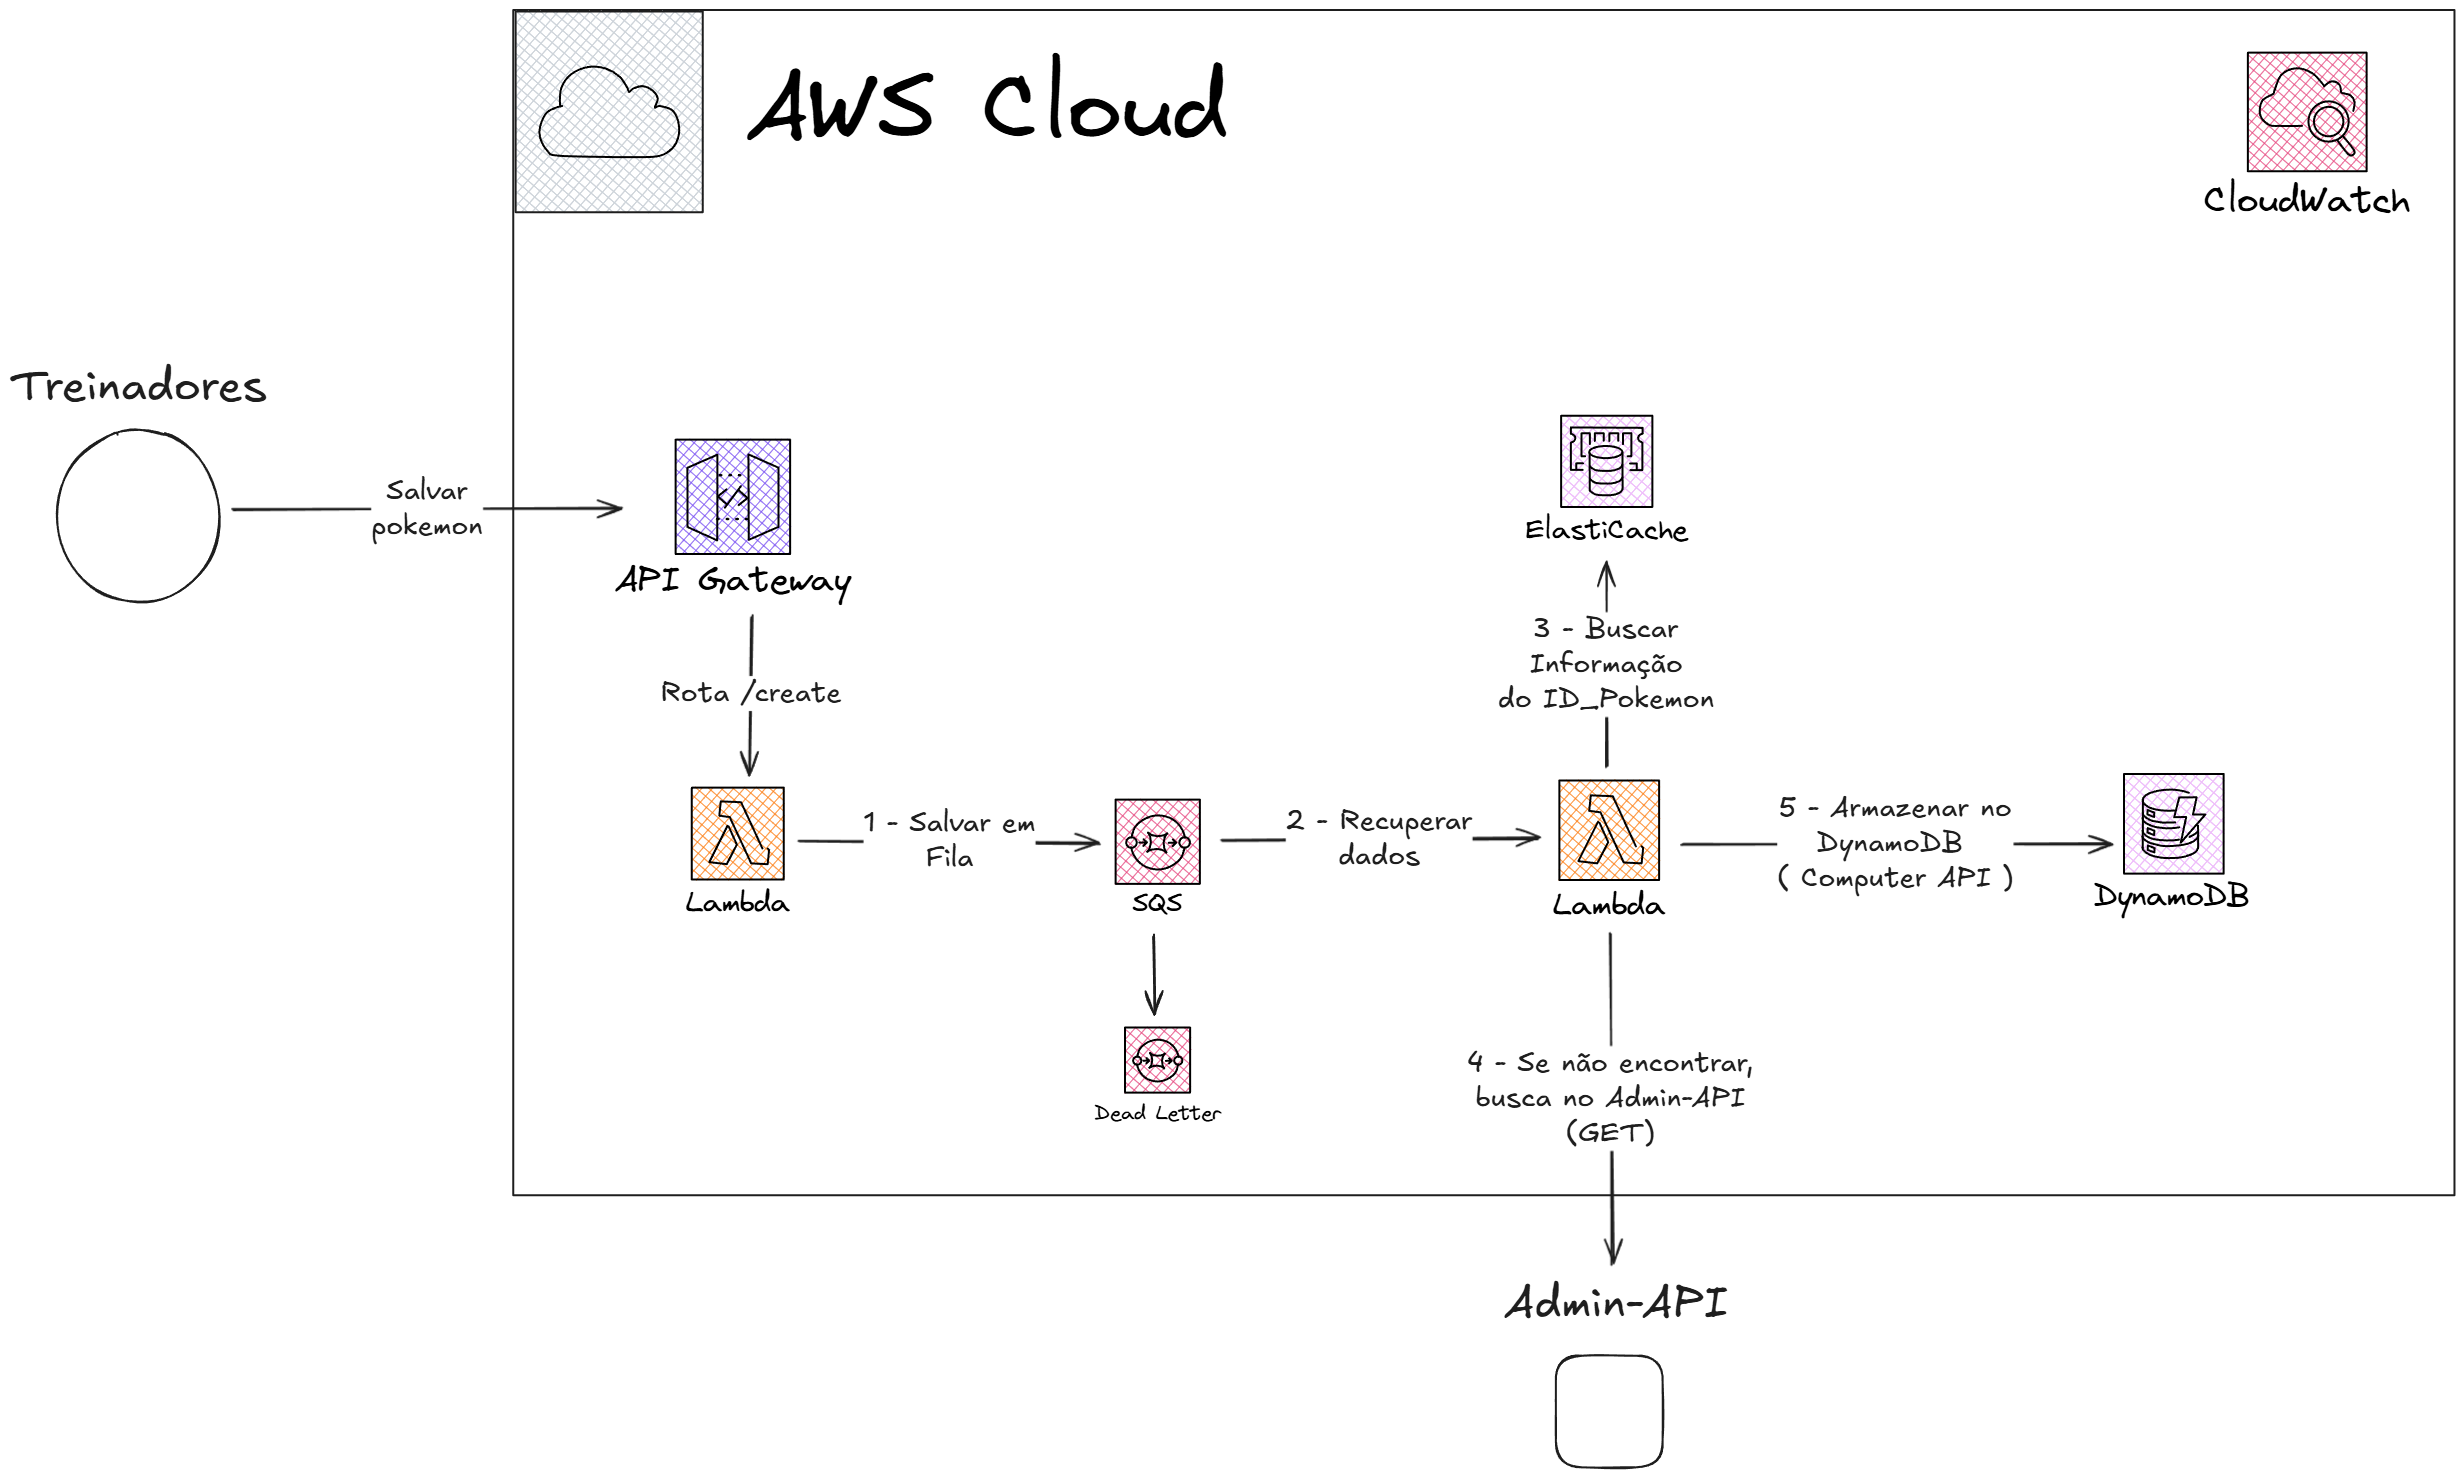 AWS Cloud
CloudWatch
Treinadores
Salvar
pokemon
API Gateway
Rota /create
Lambda
1 - Salvar em
Fila
SQS
Dead Letter
2 - Recuperar
dados
ElastiCache
3 - Buscar
Informação
do ID_Pokemon
Lambda
5 - Armazenar no
DynamoDB
( Computer API )
DynamoDB
4 - Se não encontrar,
busca no Admin-API
(GET)
Admin-API